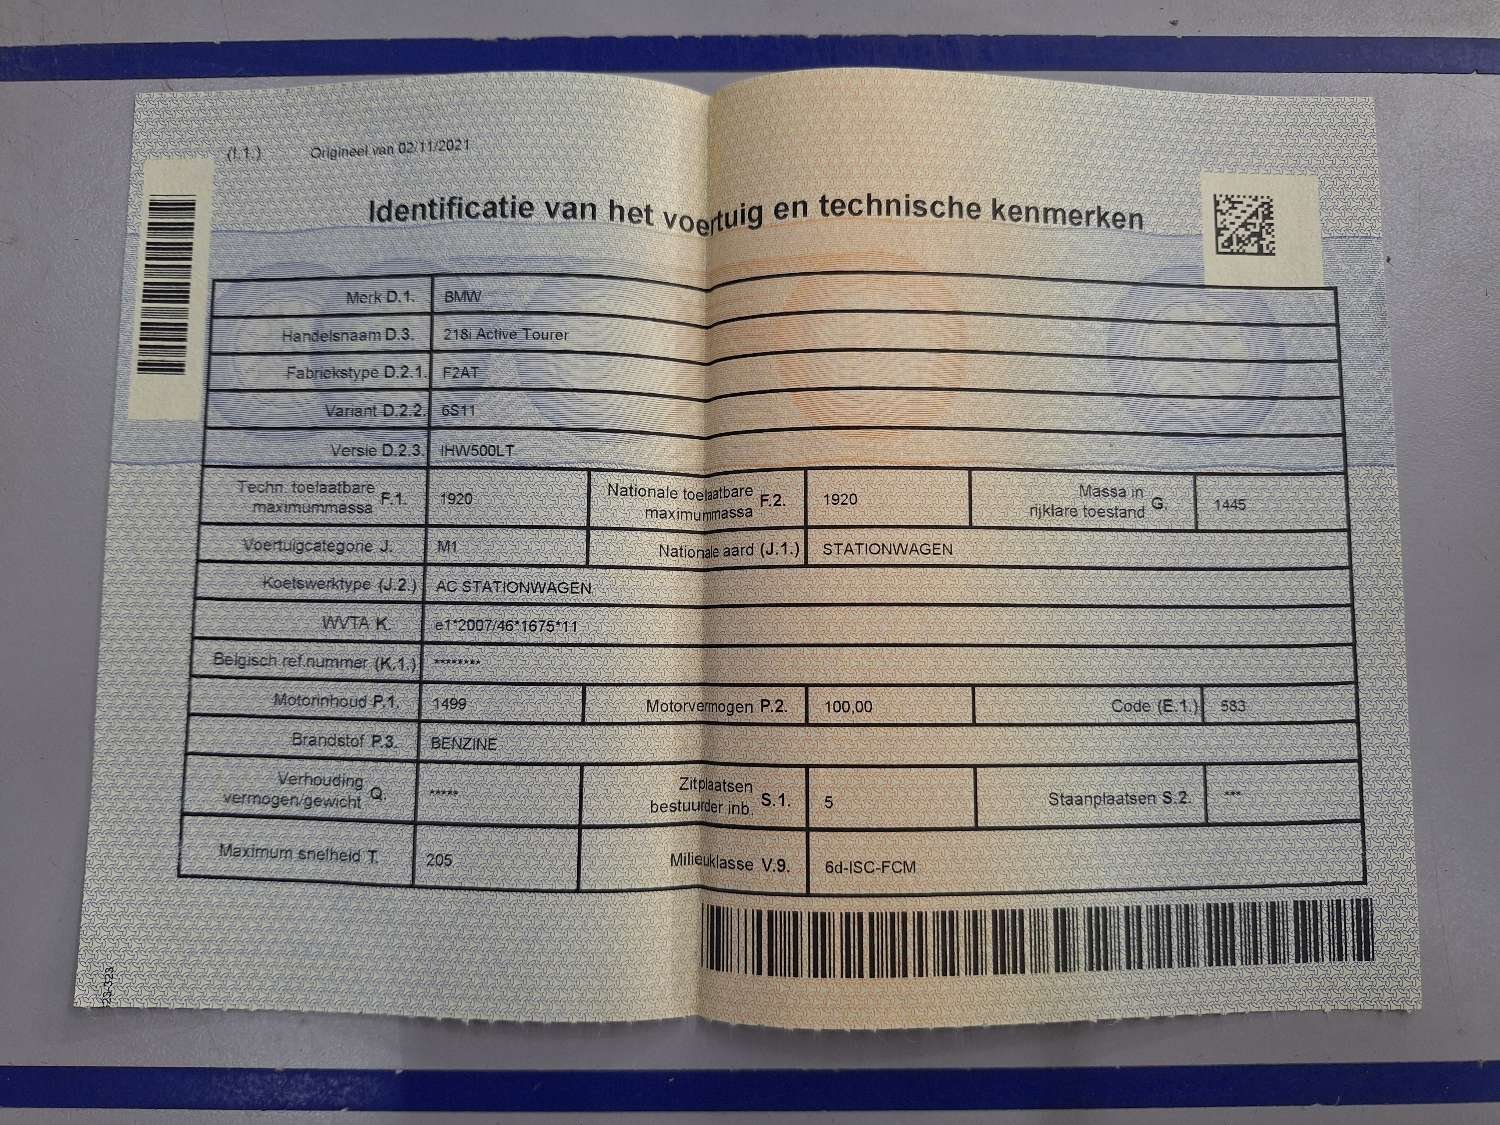 (I.1.) Origineel van 02/11/2021
Identificatie van het voertuig en technische kenmerken
Merk D.1. BMW
Handelsnaam D.3. 218i Active Tourer
Fabriekstype D.2.1. F2AT
Variant D.2.2. 6S11
Versie D.2.3. IHW500LT
Techn. toelaatbare maximummassa F.1. 1920 Nationale toelaatbare maximummassa F.2. 1920 Massa in rijklare toestand G. 1445
Voertuigcategorie J. M1 Nationale aard (J.1.) STATIONWAGEN
Koetswerktype (J.2.) AC STATIONWAGEN
WVTA K. e1*2007/46*1675*11
Belgisch ref.nummer (K.1.) ********
Motorinhoud P.1. 1499 Motorvermogen P.2. 100,00 Code (E.1.) 583
Brandstof P.3. BENZINE
Verhouding vermogen/gewicht Q. ***** Zitplaatsen bestuurder inb. S.1. 5 Staanplaatsen S.2. ***
Maximum snelheid T. 205 Milieuklasse V.9. 6d-ISC-FCM